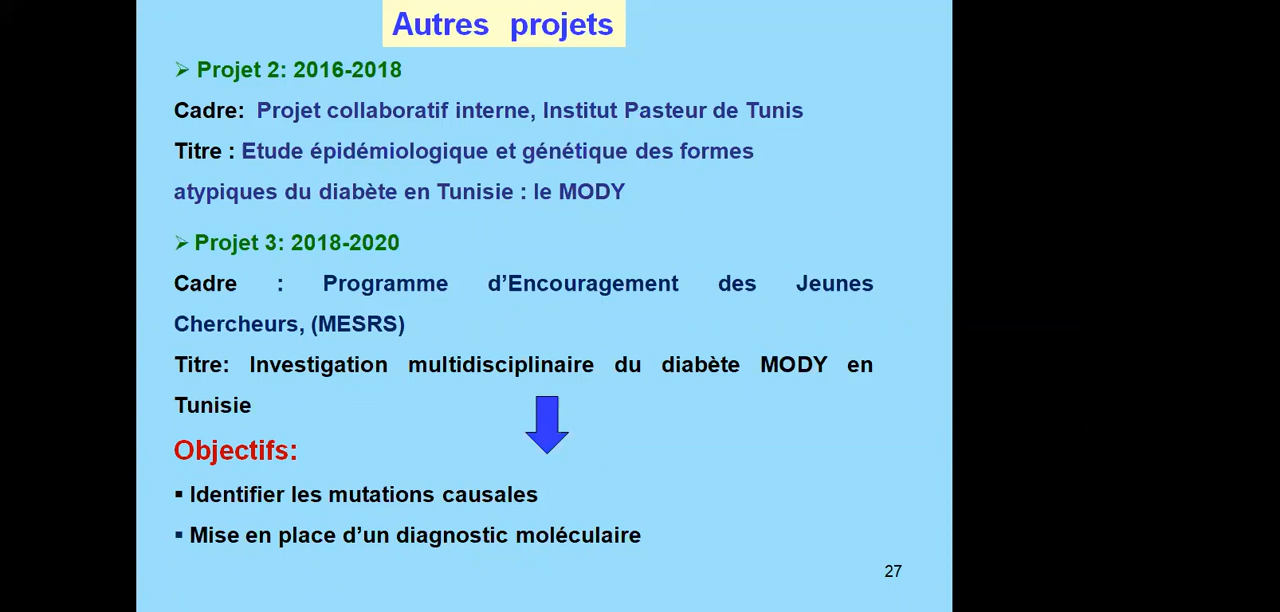 Autres projets
➢ Projet 2: 2016-2018
Cadre: Projet collaboratif interne, Institut Pasteur de Tunis
Titre : Etude épidémiologique et génétique des formes
atypiques du diabète en Tunisie : le MODY
➢ Projet 3: 2018-2020
Cadre : Programme d’Encouragement des Jeunes
Chercheurs, (MESRS)
Titre: Investigation multidisciplinaire du diabète MODY en
Tunisie
Objectifs:
▪ Identifier les mutations causales
▪ Mise en place d’un diagnostic moléculaire
27